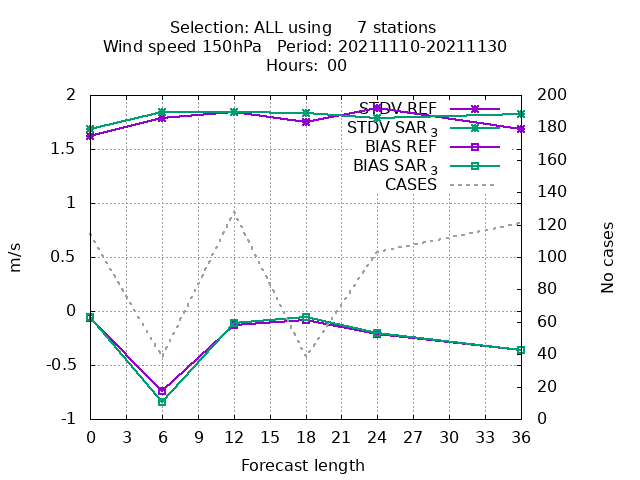 Selection: ALL using     7 stations
Wind speed 150hPa   Period: 20211110-20211130
Hours:  00
2
1.5
1
0.5
0
-0.5
-1
m/s
STDV REF
STDV SAR 3
BIAS REF
BIAS SAR 3
CASES
200
180
160
140
120
100
80
60
40
20
0
No cases
0 3 6 9 12 15 18 21 24 27 30 33 36
Forecast length